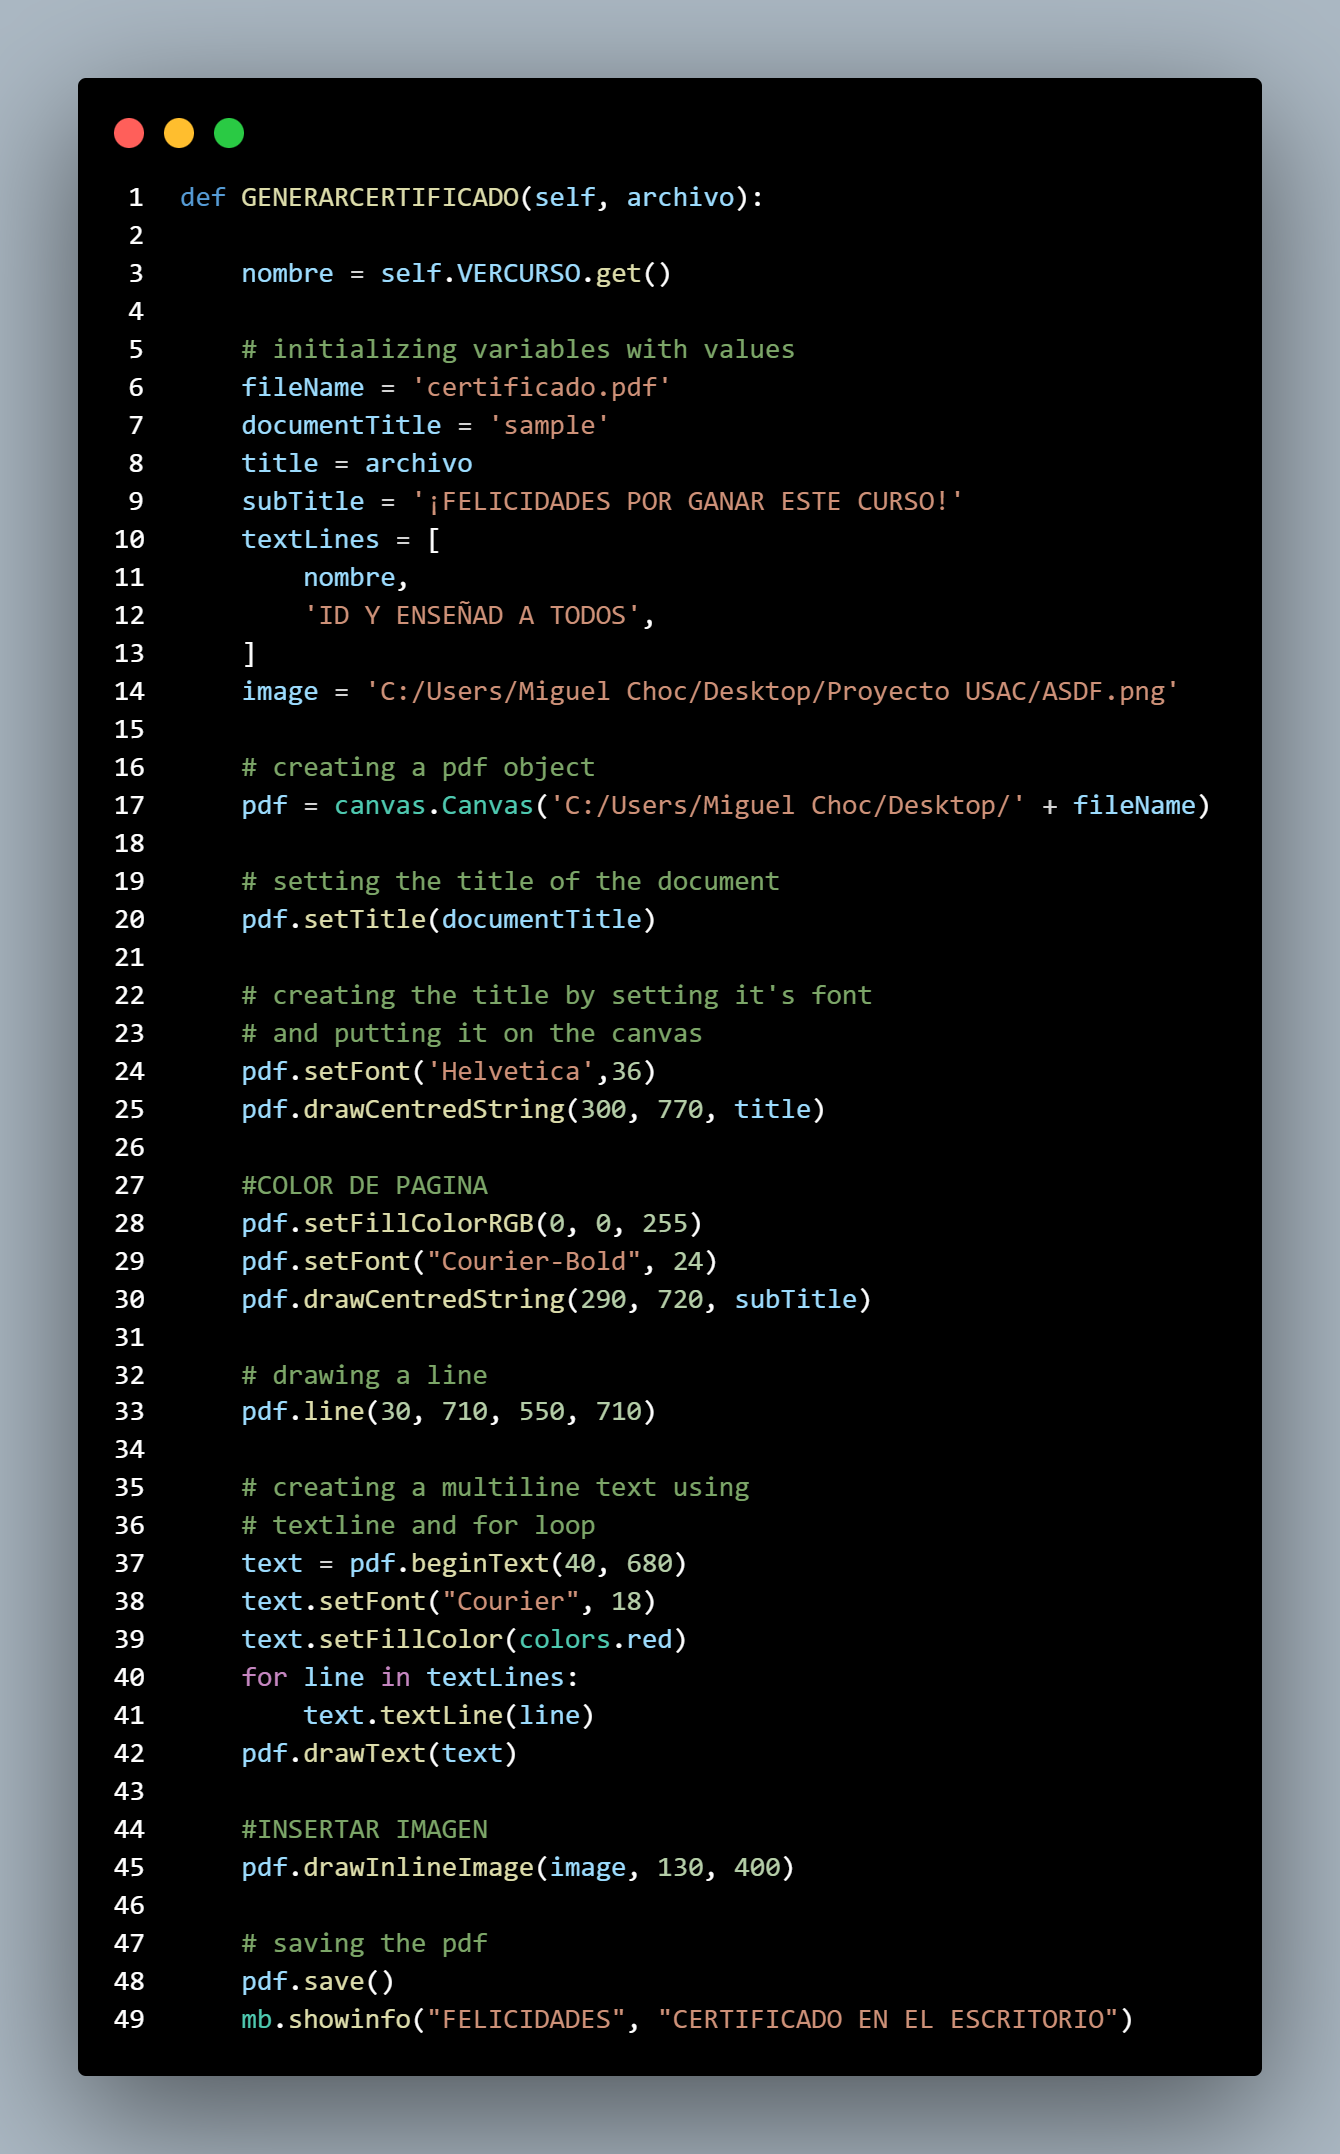 1 def GENERARCERTIFICADO(self, archivo):
2
3     nombre = self.VERCURSO.get()
4
5     # initializing variables with values
6     fileName = 'certificado.pdf'
7     documentTitle = 'sample'
8     title = archivo
9     subTitle = '¡FELICIDADES POR GANAR ESTE CURSO!'
10     textLines = [
11         nombre,
12         'ID Y ENSEÑAD A TODOS',
13     ]
14     image = 'C:/Users/Miguel Choc/Desktop/Proyecto USAC/ASDF.png'
15
16     # creating a pdf object
17     pdf = canvas.Canvas('C:/Users/Miguel Choc/Desktop/' + fileName)
18
19     # setting the title of the document
20     pdf.setTitle(documentTitle)
21
22     # creating the title by setting it's font
23     # and putting it on the canvas
24     pdf.setFont('Helvetica',36)
25     pdf.drawCentredString(300, 770, title)
26
27     #COLOR DE PAGINA
28     pdf.setFillColorRGB(0, 0, 255)
29     pdf.setFont("Courier-Bold", 24)
30     pdf.drawCentredString(290, 720, subTitle)
31
32     # drawing a line
33     pdf.line(30, 710, 550, 710)
34
35     # creating a multiline text using
36     # textline and for loop
37     text = pdf.beginText(40, 680)
38     text.setFont("Courier", 18)
39     text.setFillColor(colors.red)
40     for line in textLines:
41         text.textLine(line)
42     pdf.drawText(text)
43
44     #INSERTAR IMAGEN
45     pdf.drawInlineImage(image, 130, 400)
46
47     # saving the pdf
48     pdf.save()
49     mb.showinfo("FELICIDADES", "CERTIFICADO EN EL ESCRITORIO")